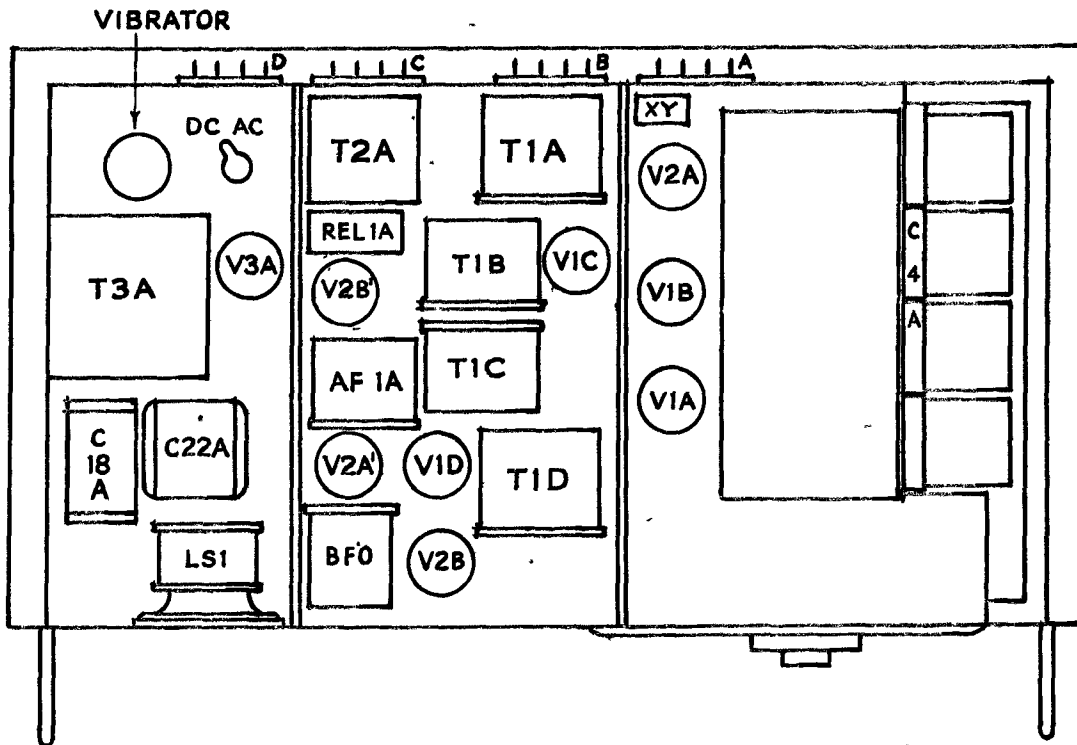 VIBRATOR
D
C
B
A
DC AC
T2A
T1A
XY
V2A
REL1A
T3A
V3A
V2B'
T1B
V1C
V1B
C
4
A
AF 1A
T1C
V1A
C
18
A
C22A
V2A'
V1D
T1D
LS1
BFO
V2B